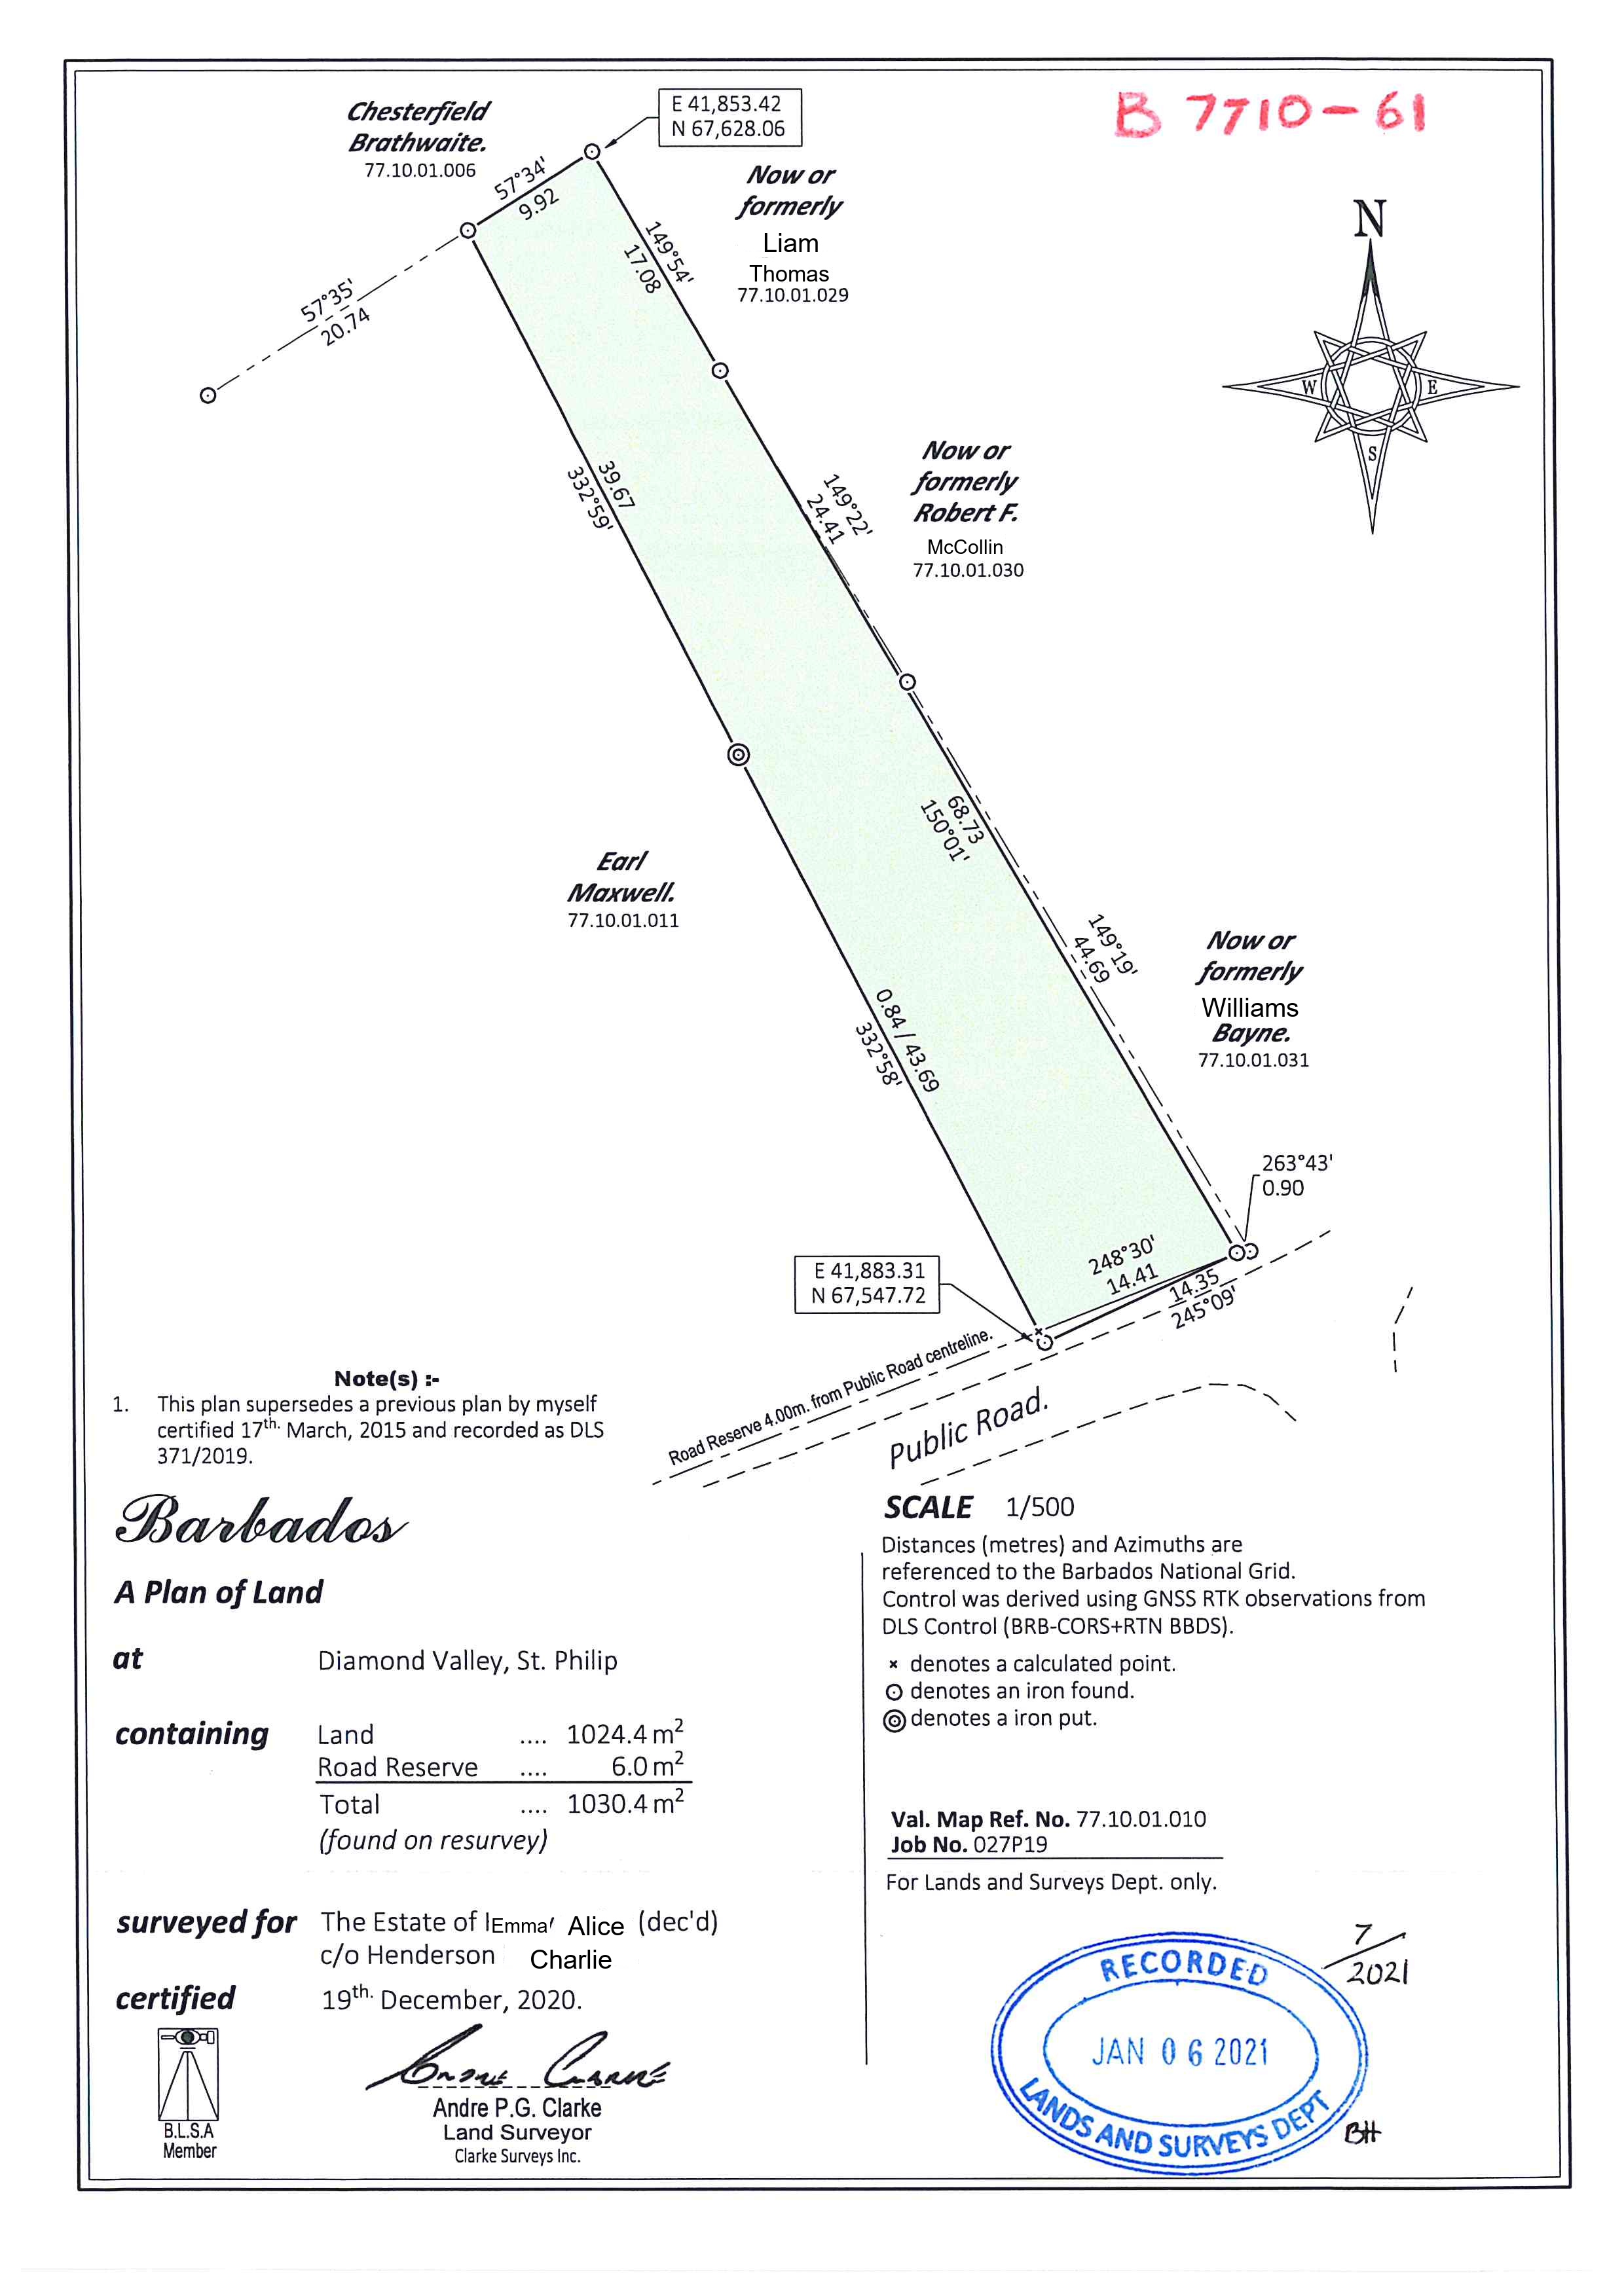 B 7710-61
Chesterfield
Brathwaite.
77.10.01.006
E 41,853.42
N 67,628.06
57°34'
9.92
57°35'
20.74
Now or
formerly
Liam
Thomas
77.10.01.029
149°54'
17.08
N
W
E
S
Now or
formerly
Robert F.
McCollin
77.10.01.030
149°22'
24.41
39.67
332°59'
68.73
150°01'
Earl
Maxwell.
77.10.01.011
149°19'
44.69
Now or
formerly
Williams
Bayne.
77.10.01.031
0.84 / 43.69
332°58'
263°43'
0.90
E 41,883.31
N 67,547.72
248°30'
14.41
14.35
245°09'
Road Reserve 4.00m. from Public Road centreline.
Public Road.
Note(s) :-
1. This plan supersedes a previous plan by myself
certified 17th. March, 2015 and recorded as DLS
371/2019.
Barbados
A Plan of Land
at Diamond Valley, St. Philip
containing Land .... 1024.4 m²
Road Reserve .... 6.0 m²
Total .... 1030.4 m²
(found on resurvey)
surveyed for The Estate of Emma Alice (dec'd)
c/o Henderson Charlie
certified 19th. December, 2020.
B.L.S.A
Member
Andre P.G. Clarke
Land Surveyor
Clarke Surveys Inc.
SCALE 1/500
Distances (metres) and Azimuths are
referenced to the Barbados National Grid.
Control was derived using GNSS RTK observations from
DLS Control (BRB-CORS+RTN BBDS).
× denotes a calculated point.
⊙ denotes an iron found.
◎ denotes a iron put.
Val. Map Ref. No. 77.10.01.010
Job No. 027P19
For Lands and Surveys Dept. only.
7/2021
RECORDED
JAN 06 2021
LANDS AND SURVEYS DEPT
BH